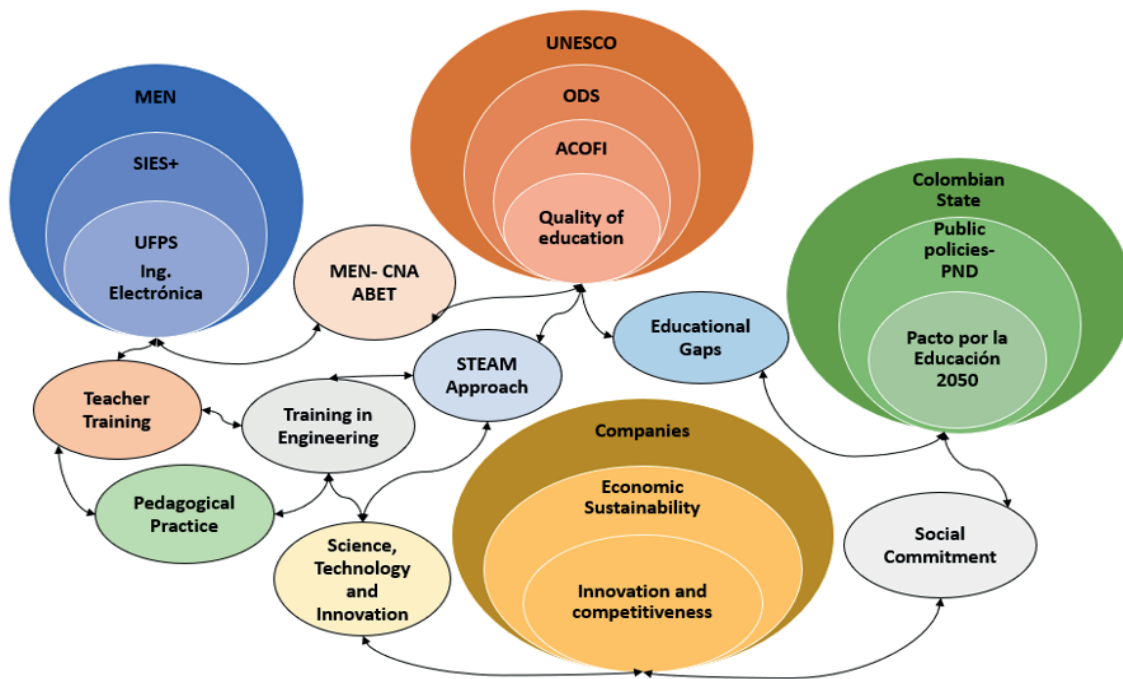 UNESCO
ODS
ACOFI
Quality of
education
MEN
SIES+
UFPS
Ing.
Electrónica
MEN- CNA
ABET
Colombian
State
Public
policies-
PND
Pacto por la
Educación
2050
Educational
Gaps
STEAM
Approach
Teacher
Training
Training in
Engineering
Pedagogical
Practice
Science,
Technology
and
Innovation
Companies
Economic
Sustainability
Innovation and
competitiveness
Social
Commitment